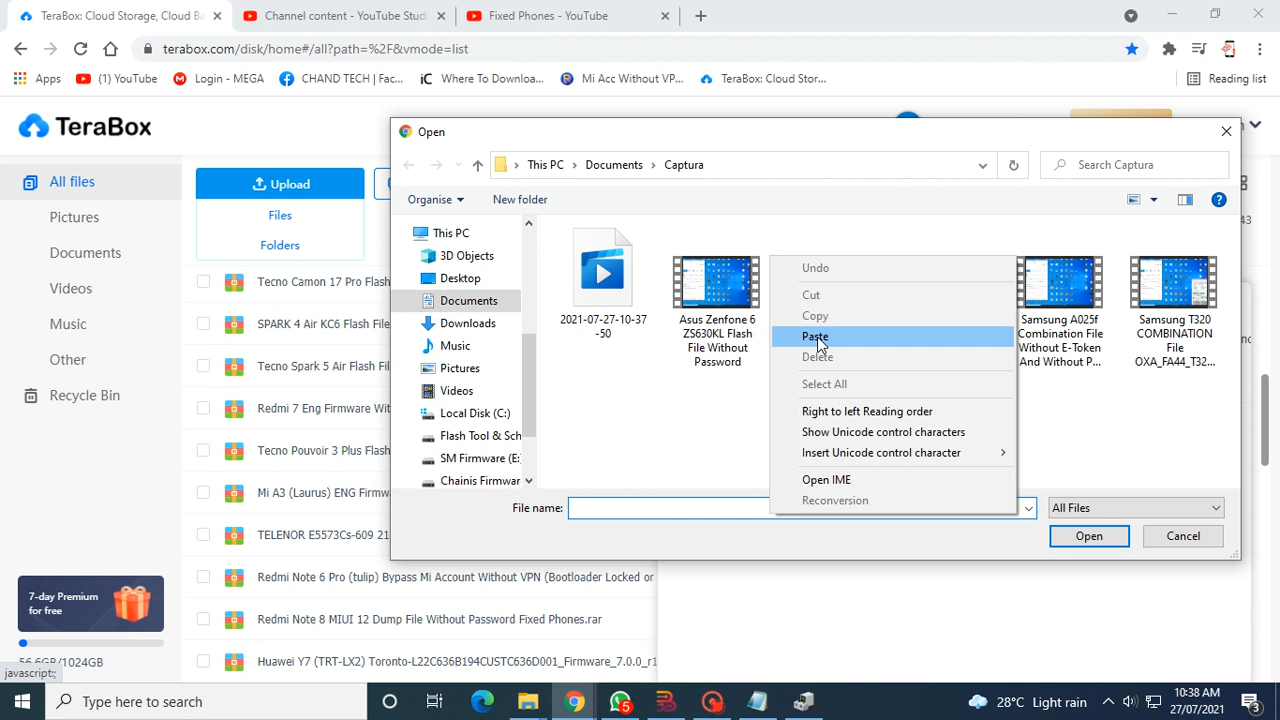 TeraBox: Cloud Storage, Cloud Ba
Channel content - YouTube Studi
Fixed Phones - YouTube
terabox.com/disk/home#/all?path=%2F&vmode=list
Apps
(1) YouTube
Login - MEGA
CHAND TECH | Fac...
Where To Downloa...
Mi Acc Without VP...
TeraBox: Cloud Stor...
Reading list
TeraBox
All files
Pictures
Documents
Videos
Music
Other
Recycle Bin
7-day Premium
for free
56.6GB/1024GB
javascript:;
Upload
Files
Folders
Tecno Camon 17 Pro Flash
SPARK 4 Air KC6 Flash File
Tecno Spark 5 Air Flash Fil
Redmi 7 Eng Firmware Wit
Tecno Pouvoir 3 Plus Flash
Mi A3 (Laurus) ENG Firmw
TELENOR E5573Cs-609 21
Redmi Note 6 Pro (tulip) Bypass Mi Account Without VPN (Bootloader Locked or
Redmi Note 8 MIUI 12 Dump File Without Password Fixed Phones.rar
Huawei Y7 (TRT-LX2) Toronto-L22C636B194CUSTC636D001_Firmware_7.0.0_r1
43
Open
This PC > Documents > Captura
Search Captura
Organise
New folder
This PC
3D Objects
Desktop
Documents
Downloads
Music
Pictures
Videos
Local Disk (C:)
Flash Tool & Sch
SM Firmware (E:
Chainis Firmwar
2021-07-27-10-37
-50
Asus Zenfone 6
ZS630KL Flash
File Without
Password
Samsung A025f
Combination File
Without E-Token
And Without P...
Samsung T320
COMBINATION
File
OXA_FA44_T32...
Undo
Cut
Copy
Paste
Delete
Select All
Right to left Reading order
Show Unicode control characters
Insert Unicode control character
Open IME
Reconversion
File name:
All Files
Open
Cancel
Type here to search
5
28°C Light rain
10:38 AM
27/07/2021
3